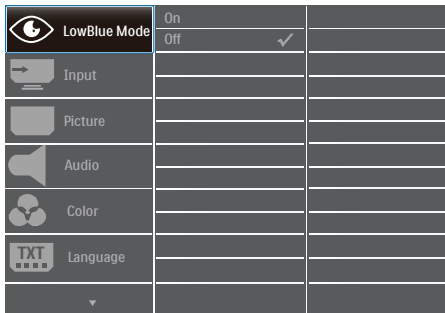 LowBlue Mode
On
Off
Input
Picture
Audio
Color
TXT
Language